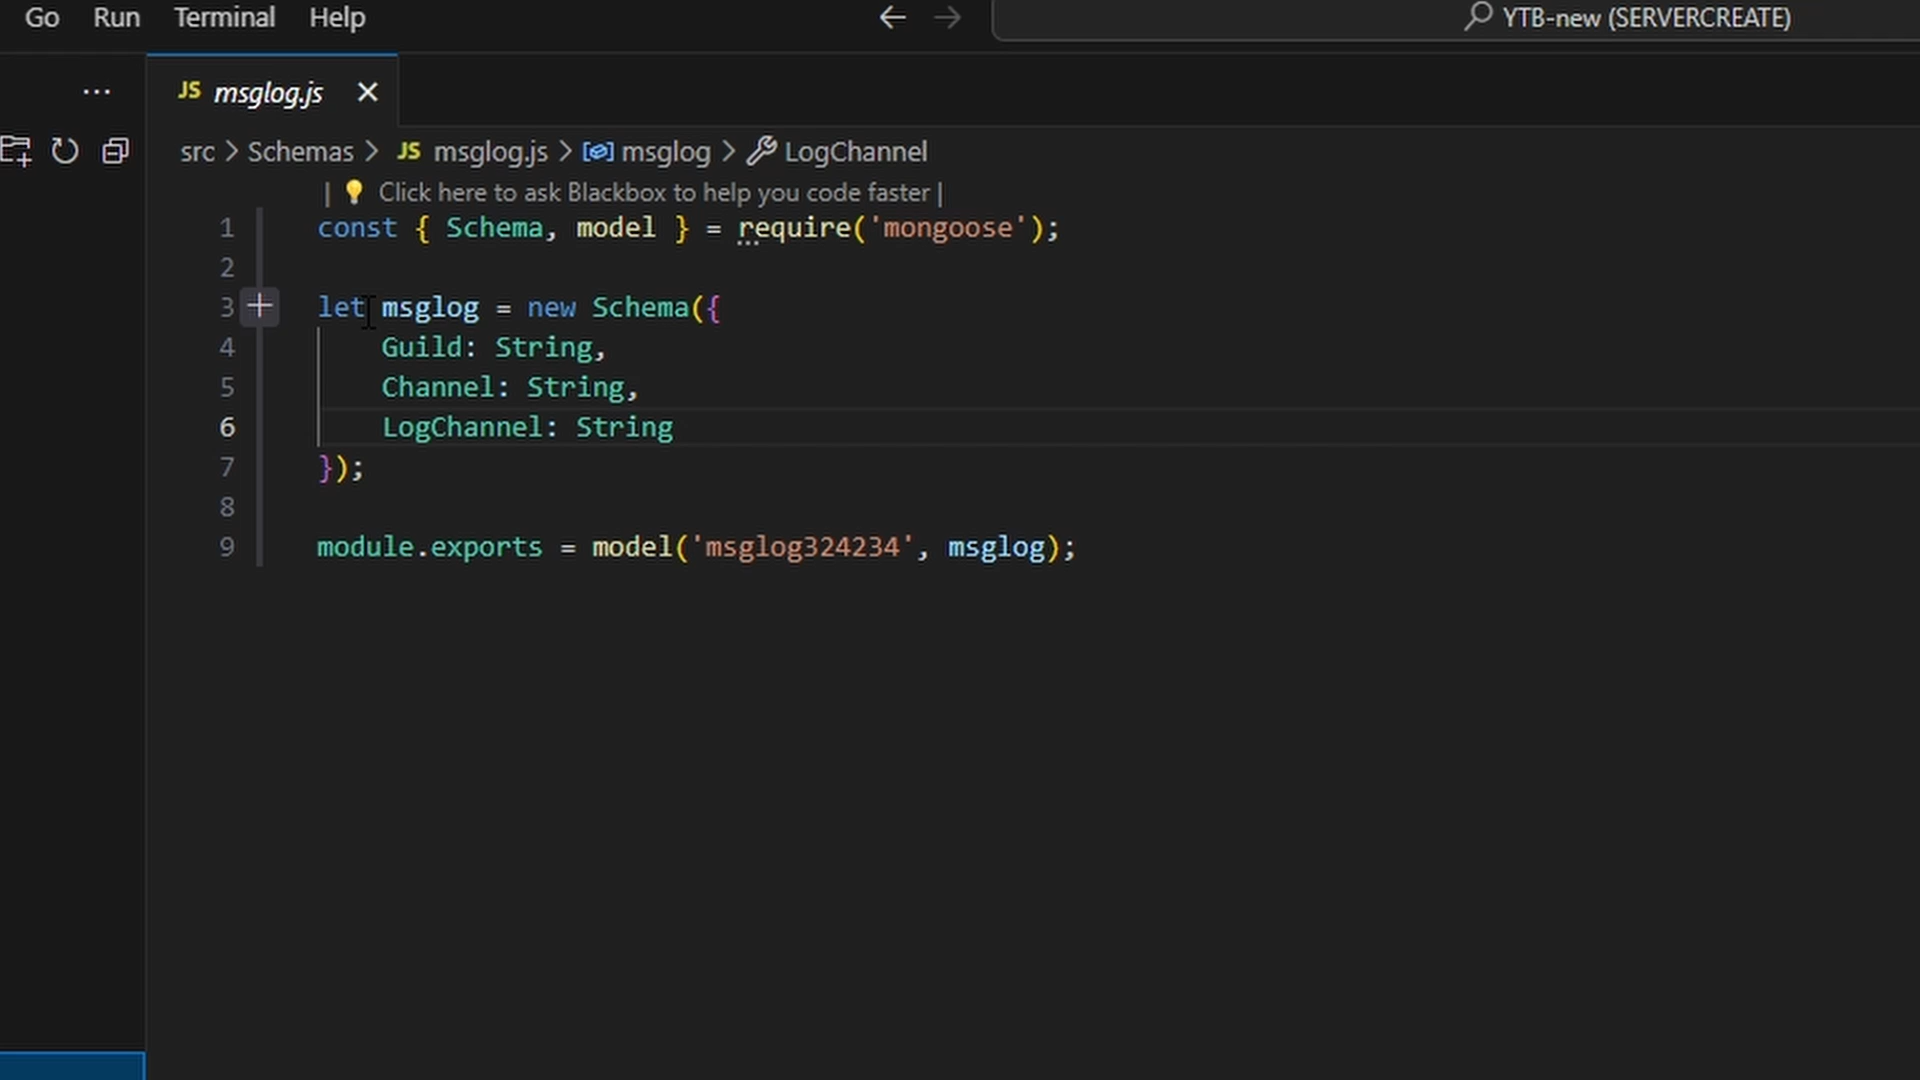 Go Run Terminal Help YTB-new (SERVERCREATE)
... JS msglog.js
src > Schemas > JS msglog.js > msglog > LogChannel
| 💡 Click here to ask Blackbox to help you code faster |
1 const { Schema, model } = require('mongoose');
2
3 let msglog = new Schema({
4 Guild: String,
5 Channel: String,
6 LogChannel: String
7 });
8
9 module.exports = model('msglog324234', msglog);